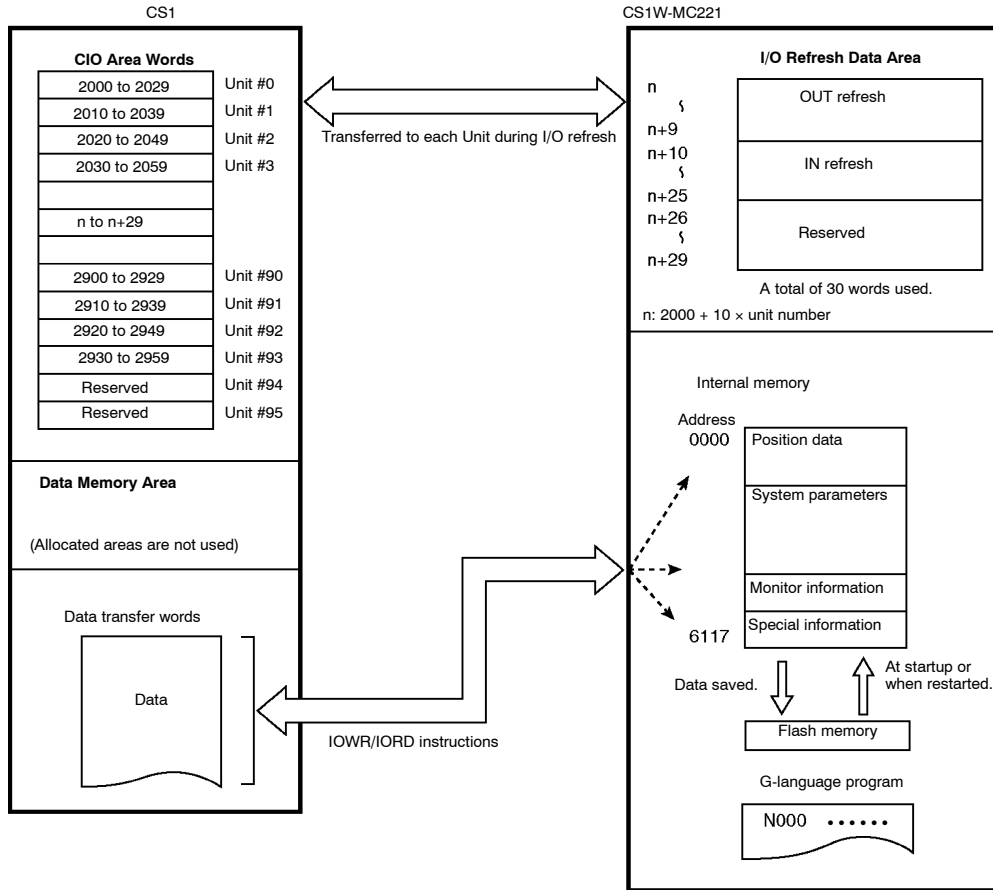 CS1
CIO Area Words
2000 to 2029 Unit #0
2010 to 2039 Unit #1
2020 to 2049 Unit #2
2030 to 2059 Unit #3
n to n+29
2900 to 2929 Unit #90
2910 to 2939 Unit #91
2920 to 2949 Unit #92
2930 to 2959 Unit #93
Reserved Unit #94
Reserved Unit #95
Data Memory Area
(Allocated areas are not used)
Data transfer words
Data
Transferred to each Unit during I/O refresh
IOWR/IORD instructions
CS1W-MC221
I/O Refresh Data Area
n
OUT refresh
n+9
n+10
IN refresh
n+25
n+26
Reserved
n+29
A total of 30 words used.
n: 2000 + 10 × unit number
Internal memory
Address
0000 Position data
System parameters
Monitor information
6117 Special information
Data saved.
At startup or
when restarted.
Flash memory
G-language program
N000 ••••••